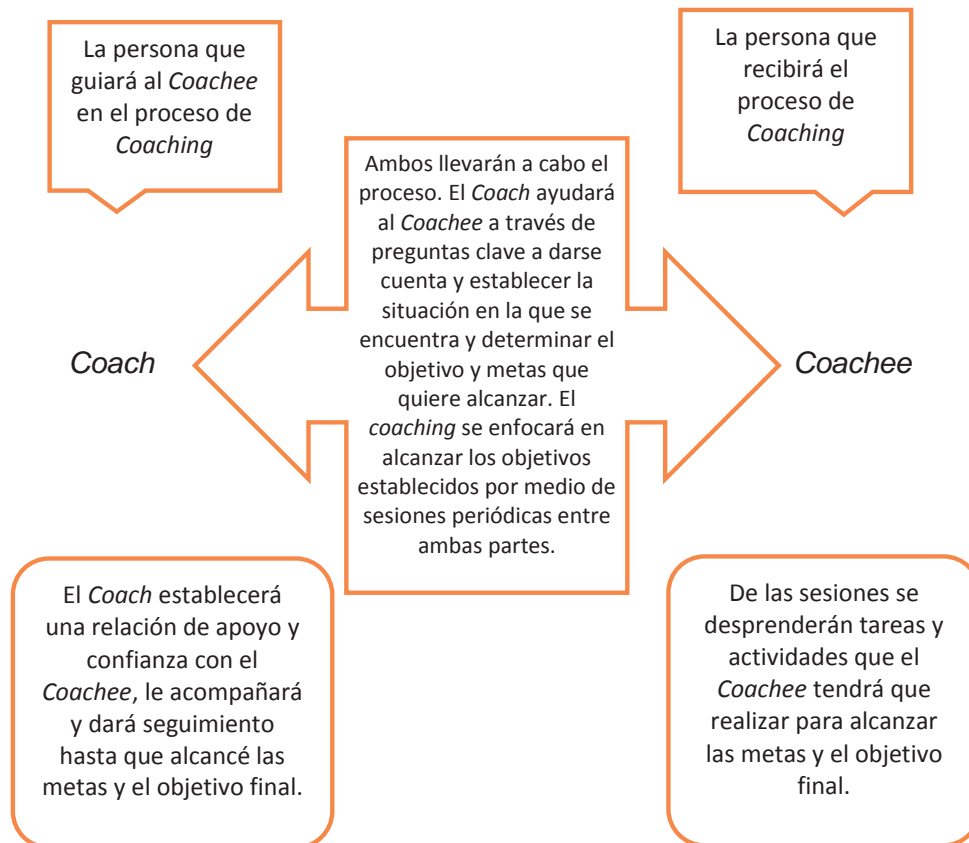 La persona que
guiará al Coachee
en el proceso de
Coaching
La persona que
recibirá el
proceso de
Coaching
Ambos llevarán a cabo el
proceso. El Coach ayudará
al Coachee a través de
preguntas clave a darse
cuenta y establecer la
situación en la que se
encuentra y determinar el
objetivo y metas que
quiere alcanzar. El
coaching se enfocará en
alcanzar los objetivos
establecidos por medio de
sesiones periódicas entre
ambas partes.
Coach
Coachee
El Coach establecerá
una relación de apoyo y
confianza con el
Coachee, le acompañará
y dará seguimiento
hasta que alcancé las
metas y el objetivo final.
De las sesiones se
desprenderán tareas y
actividades que el
Coachee tendrá que
realizar para alcanzar
las metas y el objetivo
final.